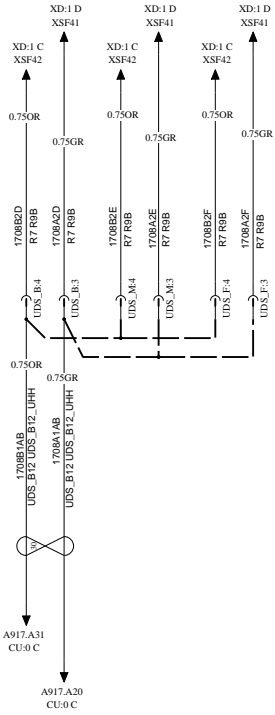 XD:1 D
XSF41
XD:1 D
XSF41
XD:1 D
XSF41
XD:1 C
XSF42
XD:1 C
XSF42
XD:1 C
XSF42
0.75OR
0.75OR
0.75OR
0.75GR
0.75GR
0.75GR
1708B2D
R7 R9B
1708A2D
R7 R9B
1708B2E
R7 R9B
1708A2E
R7 R9B
1708B2F
R7 R9B
1708A2F
R7 R9B
UDS_B:4
UDS_B:3
UDS_M:4
UDS_M:3
UDS_F:4
UDS_F:3
0.75OR
0.75GR
1708B1AB
UDS_B12 UDS_B12_UHH
1708A1AB
UDS_B12 UDS_B12_UHH
30
A917.A31
CU:0 C
A917.A20
CU:0 C